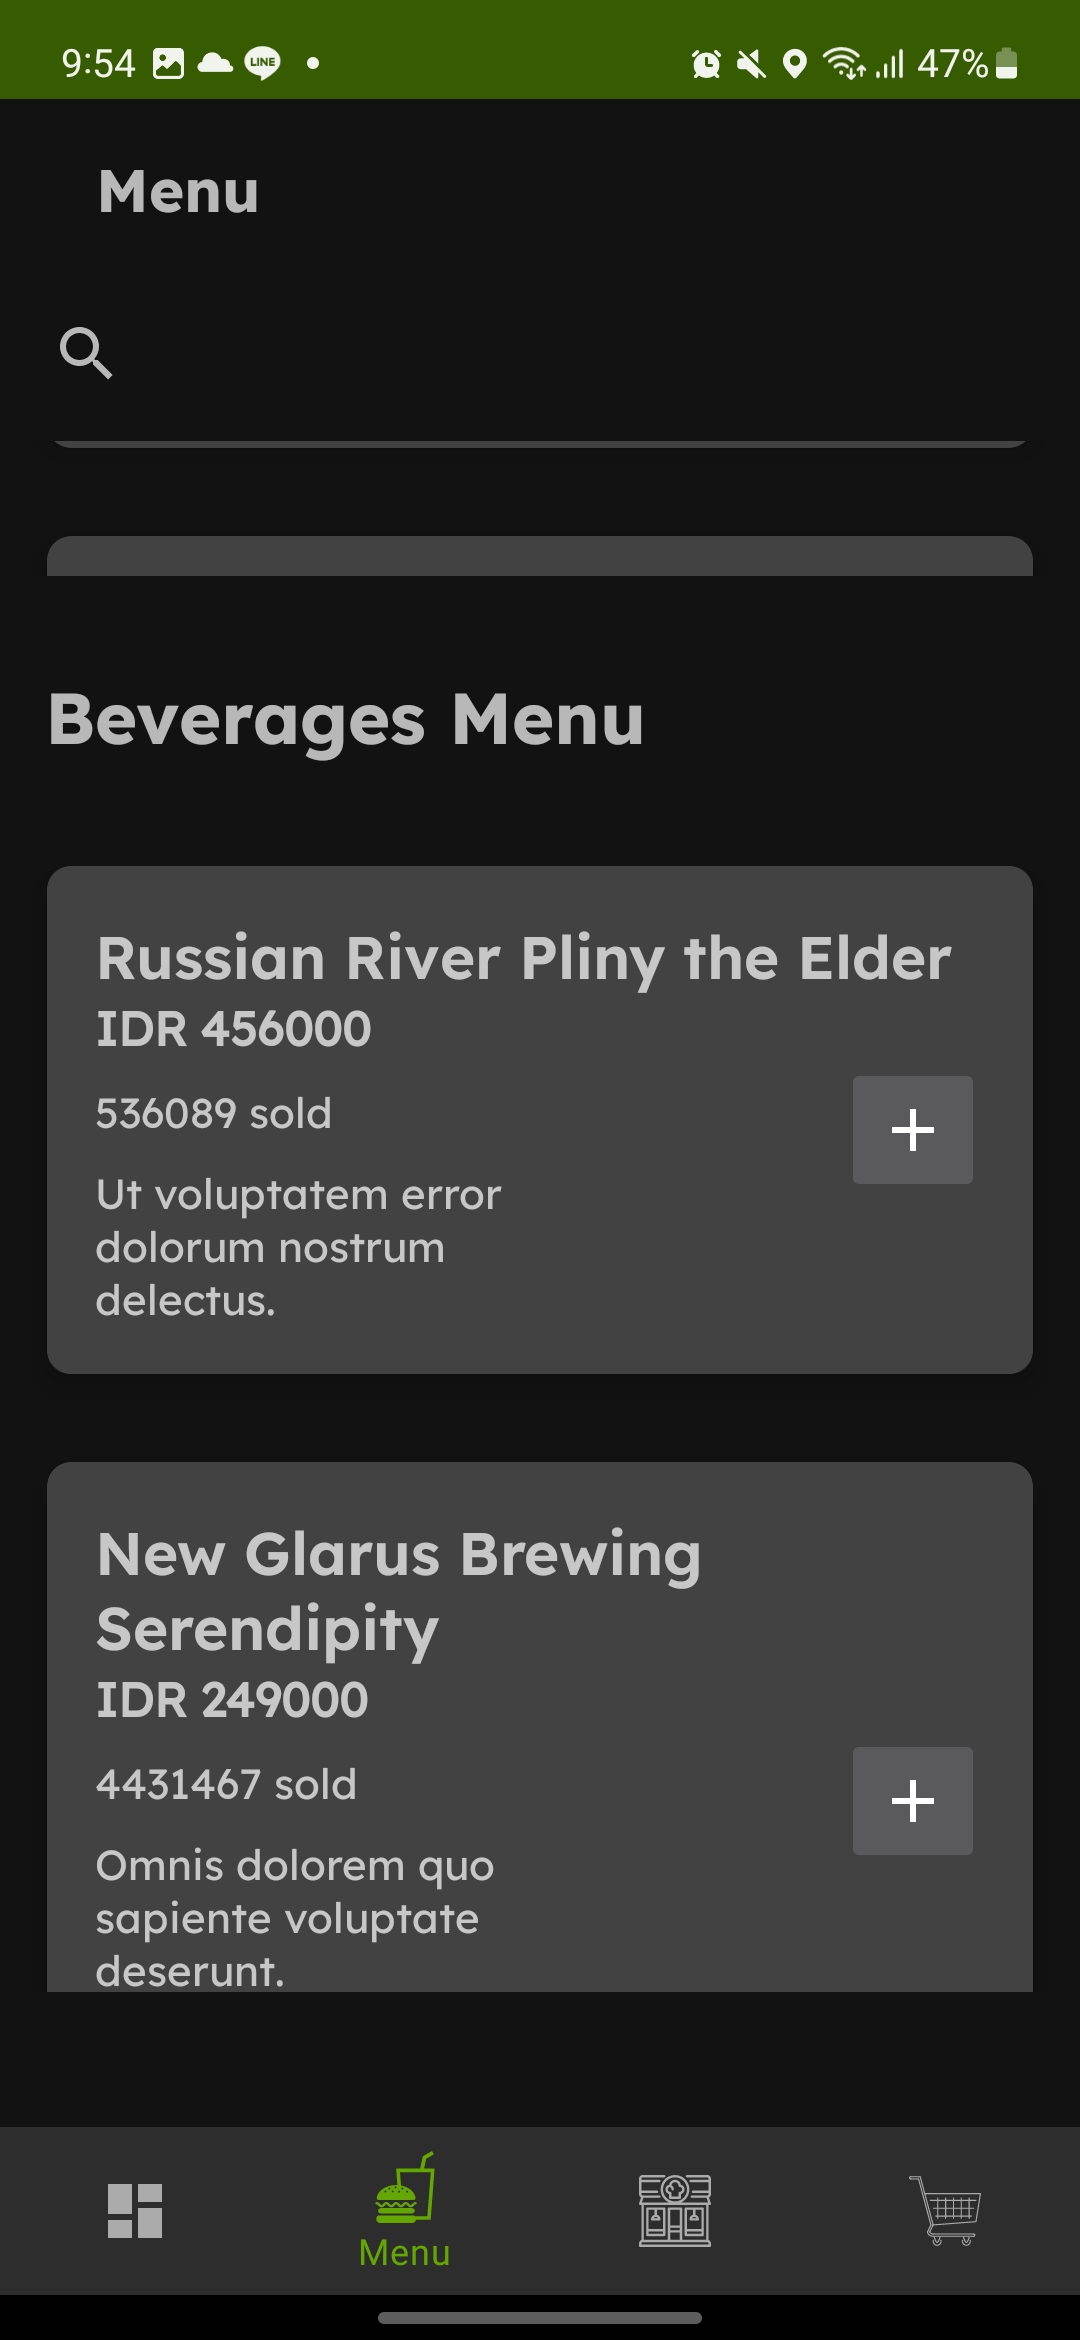 9:54 LINE 47%
Menu
Beverages Menu
Russian River Pliny the Elder
IDR 456000
536089 sold
Ut voluptatem error
dolorum nostrum
delectus.
New Glarus Brewing
Serendipity
IDR 249000
4431467 sold
Omnis dolorem quo
sapiente voluptate
deserunt.
Menu